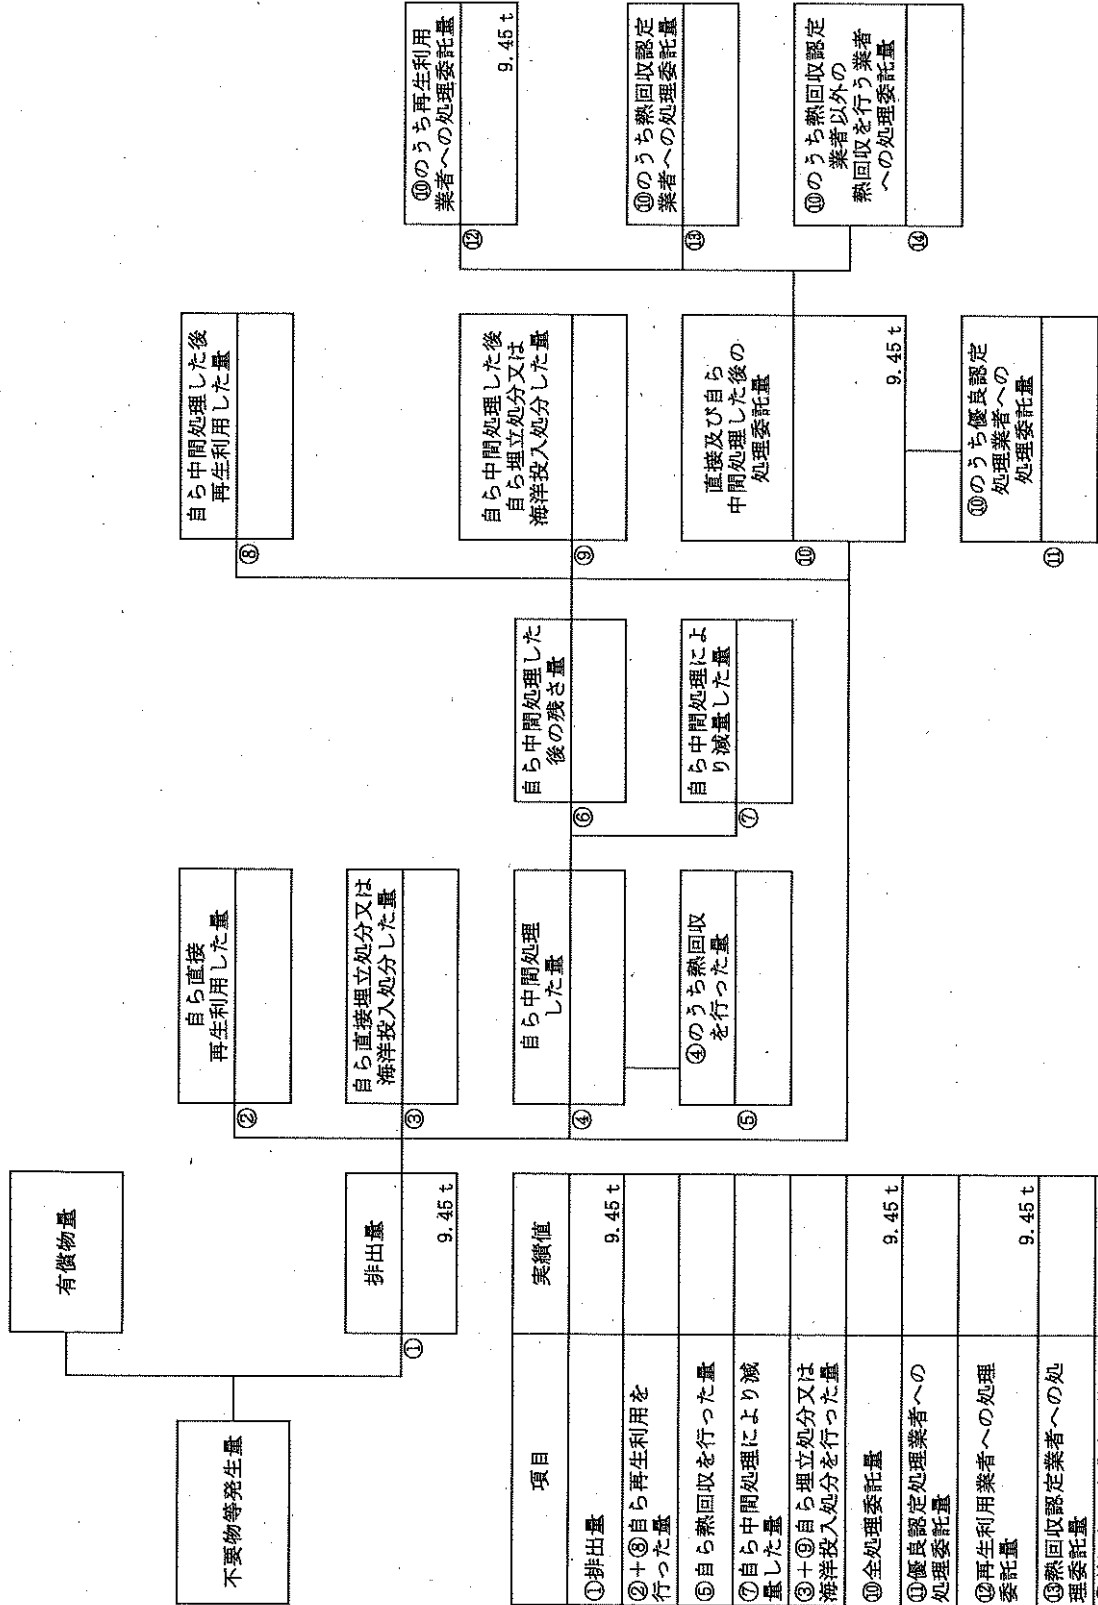 不要物等発生量
有償物量
排出量
① 9.45t
自ら直接
再生利用した量
②
自ら直接埋立処分又は
海洋投入処分した量
③
自ら中間処理
した量
④
④のうち熱回収
を行った量
⑤
自ら中間処理した
後の残さ量
⑥
自ら中間処理によ
り減量した量
⑦
自ら中間処理した後
再生利用した量
⑧
自ら中間処理した後
自ら埋立処分又は
海洋投入処分した量
⑨
直接及び自ら
中間処理した後の
処理委託量
⑩ 9.45t
⑩のうち優良認定
処理業者への
処理委託量
⑪
⑩のうち再生利用
業者への処理委託量
⑫ 9.45t
⑩のうち熱回収認定
業者への処理委託量
⑬
⑩のうち熱回収認定
業者以外の
熱回収を行う業者
への処理委託量
⑭
項目 実績値
①排出量 9.45t
②+⑧自ら再生利用を
行った量
⑤自ら熱回収を行った量
⑦自ら中間処理により減
量した量
③+⑨自ら埋立処分又は
海洋投入処分を行った量
⑩全処理委託量 9.45t
⑪優良認定処理業者への
処理委託量
⑫再生利用業者への処理
委託量 9.45t
⑬熱回収認定業者への処
理委託量